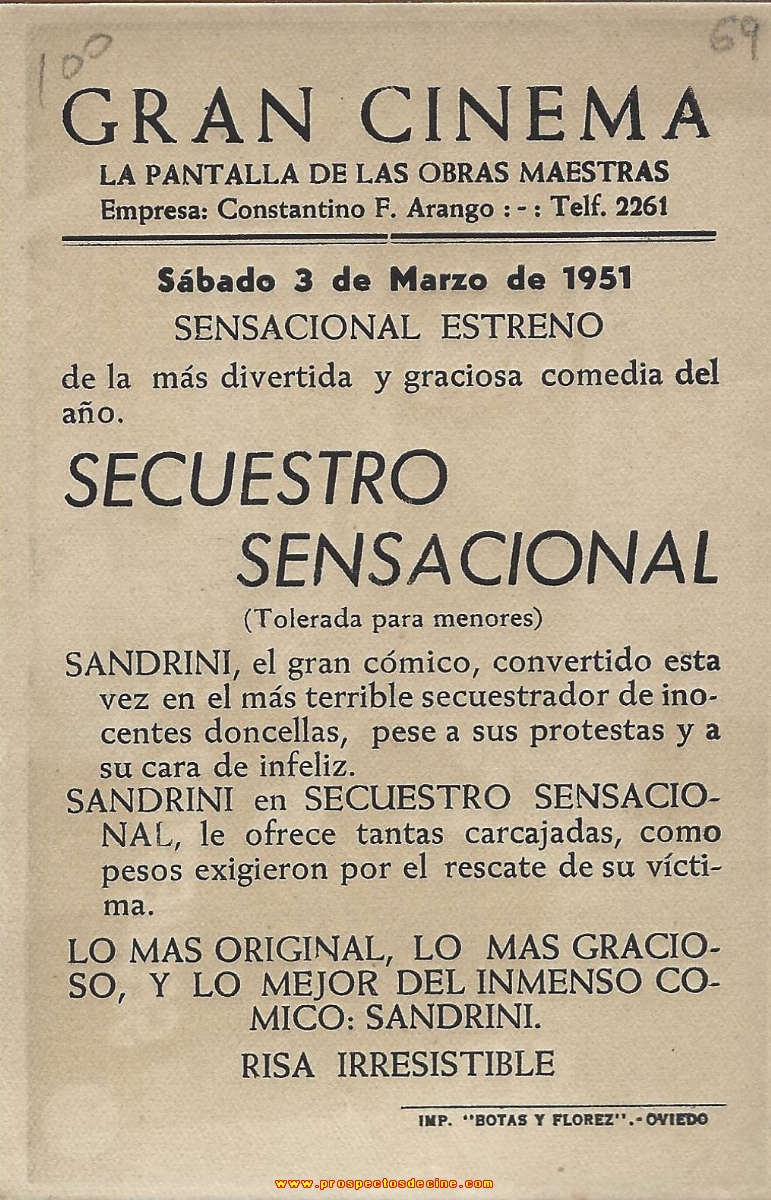 100
69
GRAN CINEMA
LA PANTALLA DE LAS OBRAS MAESTRAS
Empresa: Constantino F. Arango : - : Telf. 2261
Sábado 3 de Marzo de 1951
SENSACIONAL ESTRENO
de la más divertida y graciosa comedia del
año.
SECUESTRO
SENSACIONAL
(Tolerada para menores)
SANDRINI, el gran cómico, convertido esta
vez en el más terrible secuestrador de ino-
centes doncellas, pese a sus protestas y a
su cara de infeliz.
SANDRINI en SECUESTRO SENSACIO-
NAL, le ofrece tantas carcajadas, como
pesos exigieron por el rescate de su vícti-
ma.
LO MAS ORIGINAL, LO MAS GRACIO-
SO, Y LO MEJOR DEL INMENSO CO-
MICO: SANDRINI.
RISA IRRESISTIBLE
IMP. "BOTAS Y FLOREZ".-OVIEDO
www.prospectosdecine.com